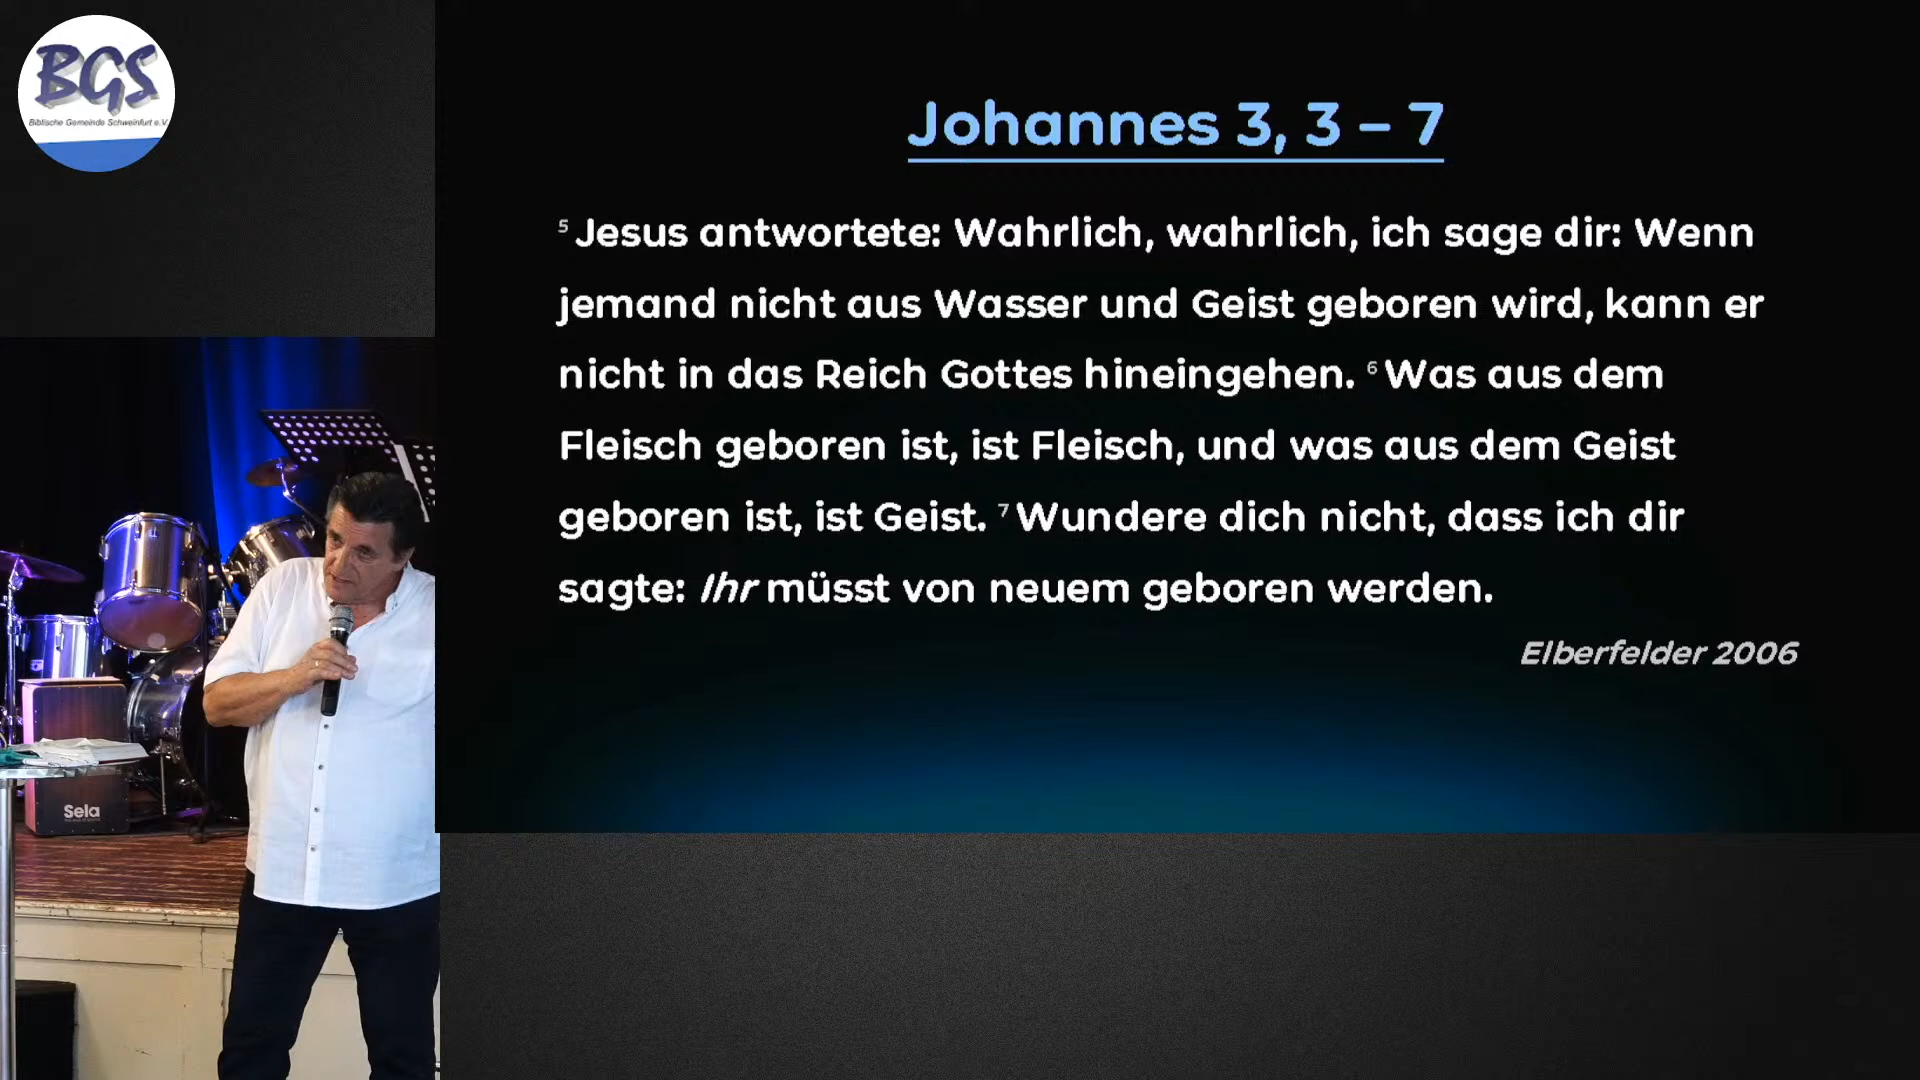 BGS
Biblische Gemeinde Schweinfurt e.V.
Johannes 3, 3 – 7
5 Jesus antwortete: Wahrlich, wahrlich, ich sage dir: Wenn
jemand nicht aus Wasser und Geist geboren wird, kann er
nicht in das Reich Gottes hineingehen. 6 Was aus dem
Fleisch geboren ist, ist Fleisch, und was aus dem Geist
geboren ist, ist Geist. 7 Wundere dich nicht, dass ich dir
sagte: Ihr müsst von neuem geboren werden.
Elberfelder 2006
Sela